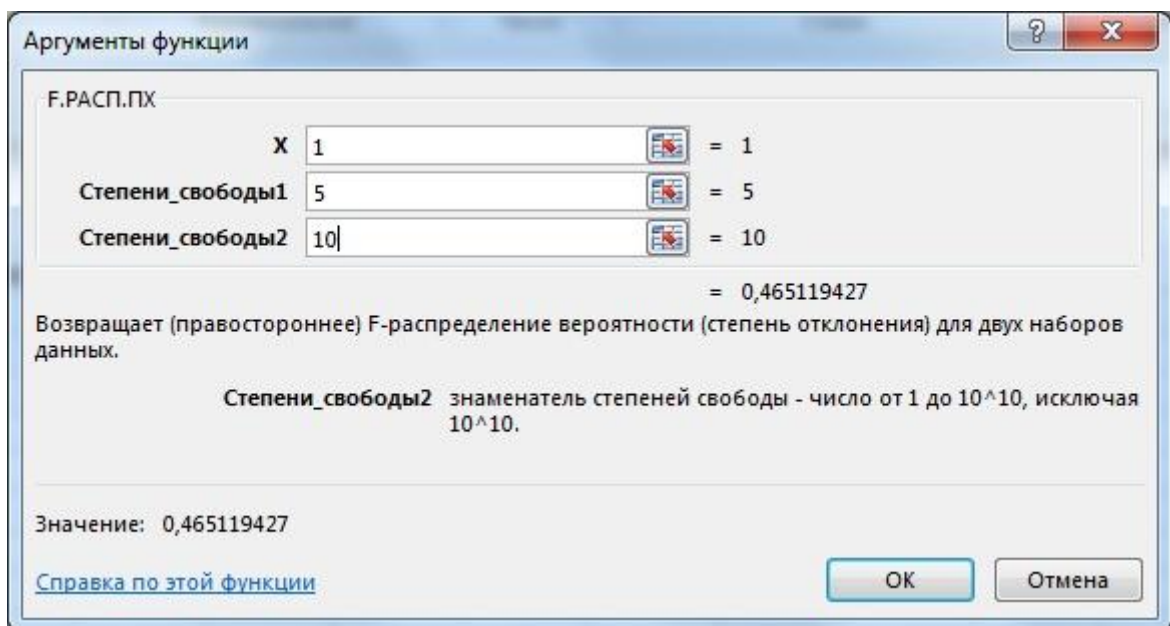 Аргументы функции
?
F.РАСП.ПХ
X 1 = 1
Степени_свободы1 5 = 5
Степени_свободы2 10 = 10
= 0,465119427
Возвращает (правостороннее) F-распределение вероятности (степень отклонения) для двух наборов
данных.
Степени_свободы2 знаменатель степеней свободы - число от 1 до 10^10, исключая
10^10.
Значение: 0,465119427
Справка по этой функции
ОК
Отмена